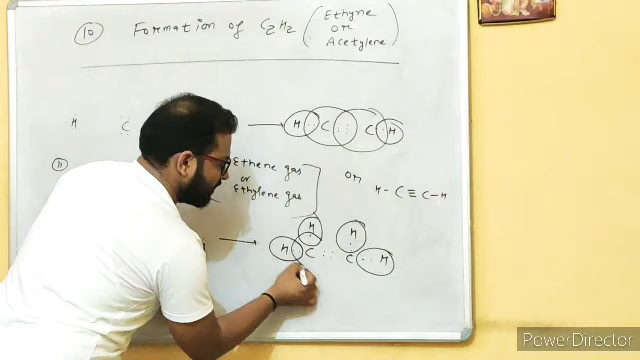 10 Formation of C2H2 (Ethyne
or
Acetylene)
H C → H : C ⋮⋮ C : H
11 Ethene gas
or
Ethylene gas
or
H - C ≡ C - H
→ H H
H : C :: C : H
PowerDirector